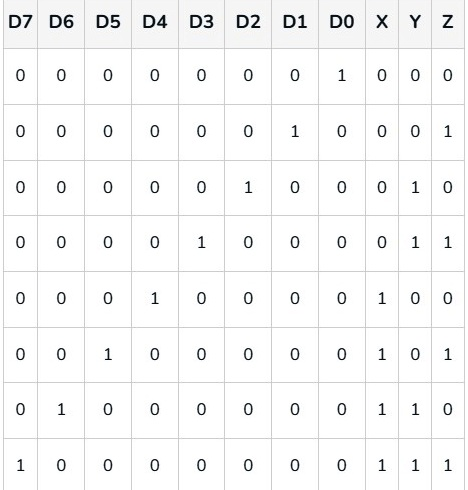 D7 D6 D5 D4 D3 D2 D1 D0 X Y Z
0 0 0 0 0 0 0 1 0 0 0
0 0 0 0 0 0 1 0 0 0 1
0 0 0 0 0 1 0 0 0 1 0
0 0 0 0 1 0 0 0 0 1 1
0 0 0 1 0 0 0 0 1 0 0
0 0 1 0 0 0 0 0 1 0 1
0 1 0 0 0 0 0 0 1 1 0
1 0 0 0 0 0 0 0 1 1 1